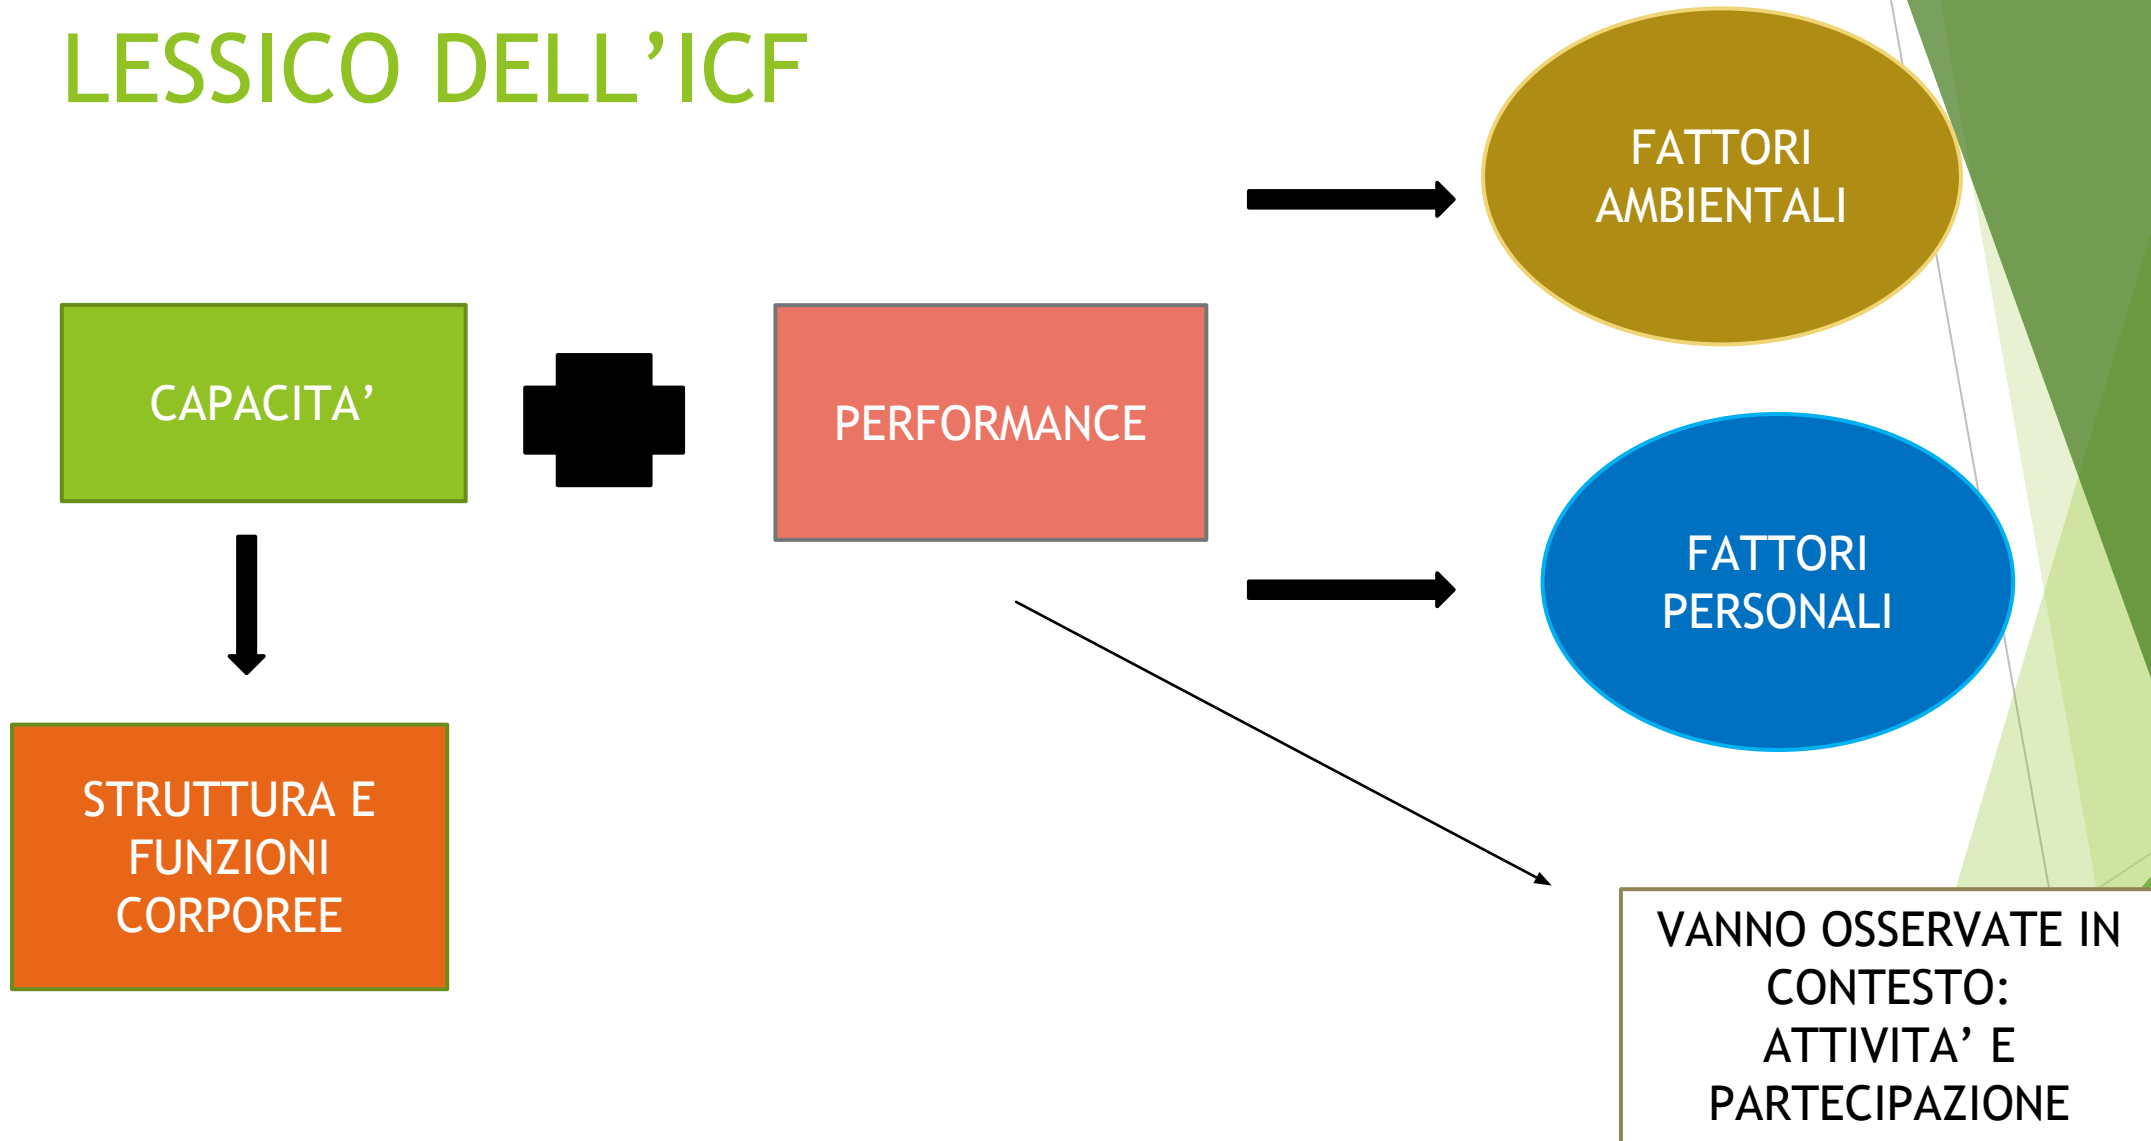 LESSICO DELL’ICF
FATTORI
AMBIENTALI
CAPACITA’
PERFORMANCE
FATTORI
PERSONALI
STRUTTURA E
FUNZIONI
CORPOREE
VANNO OSSERVATE IN
CONTESTO:
ATTIVITA’ E
PARTECIPAZIONE